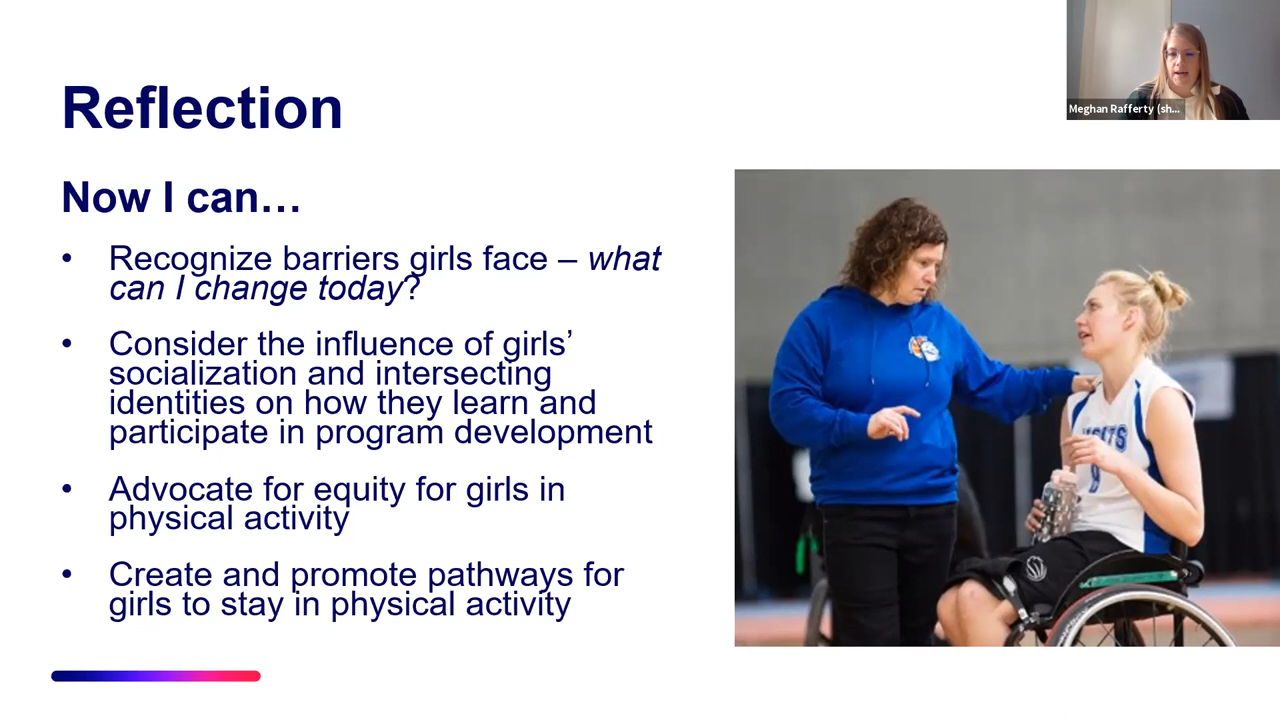 Reflection
Meghan Rafferty (sh...
Now I can…
• Recognize barriers girls face – what
can I change today?
• Consider the influence of girls’
socialization and intersecting
identities on how they learn and
participate in program development
• Advocate for equity for girls in
physical activity
• Create and promote pathways for
girls to stay in physical activity
9